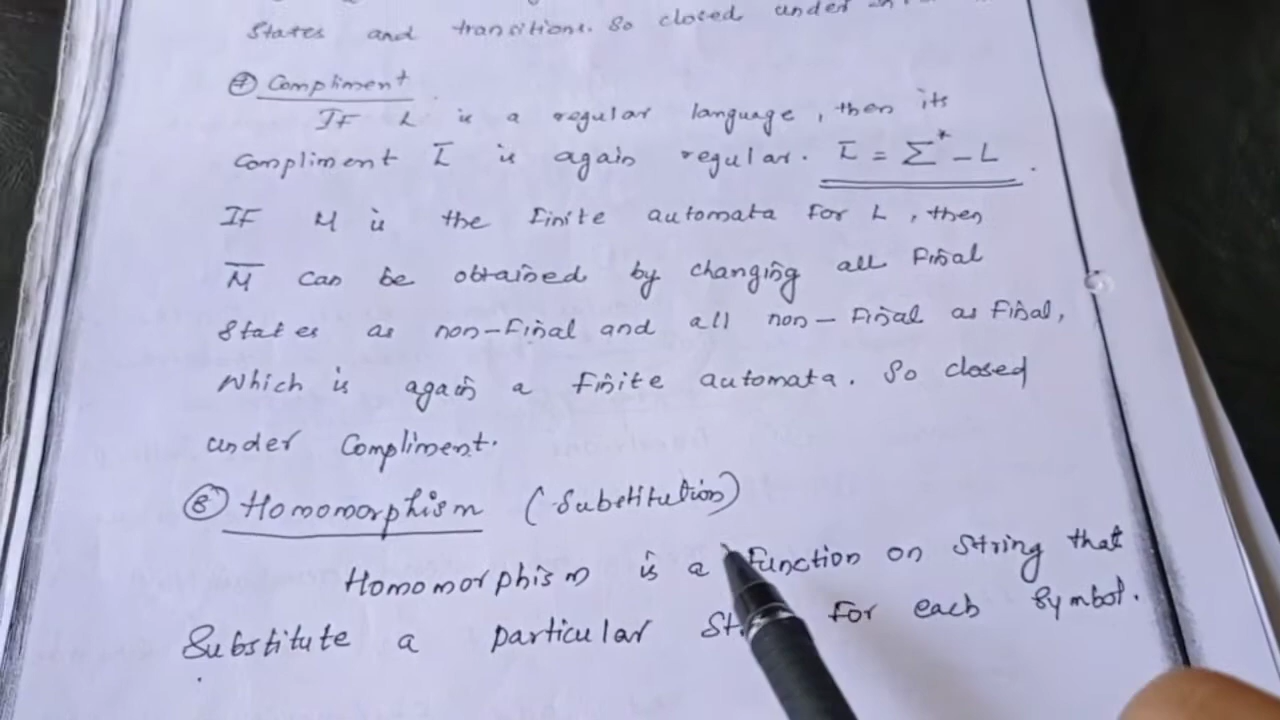 States and transitions. So closed under
④ Compliment
IF L is a regular language, then its
Compliment L̅ is again regular. L̅ = Σ* - L
IF M is the finite automata for L, then
M̅ can be obtained by changing all Final
States as non-Final and all non-Final as Final,
Which is again a finite automata. So closed
under Compliment.
⑧ Homomorphism (Substitution)
Homomorphism is a Function on String that
Substitute a particular for each Symbol.